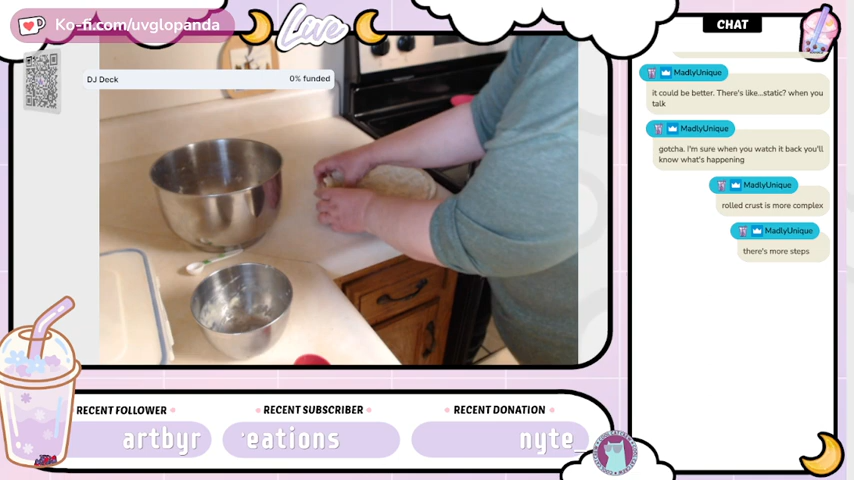 Ko-fi.com/uvglopanda
Live
DJ Deck
0% funded
CHAT
MadlyUnique
it could be better. There's like...static? when you
talk
MadlyUnique
gotcha. I'm sure when you watch it back you'll
know what's happening
MadlyUnique
rolled crust is more complex
MadlyUnique
there's more steps
RECENT FOLLOWER
RECENT SUBSCRIBER
RECENT DONATION
artbyr
eations
nyte_